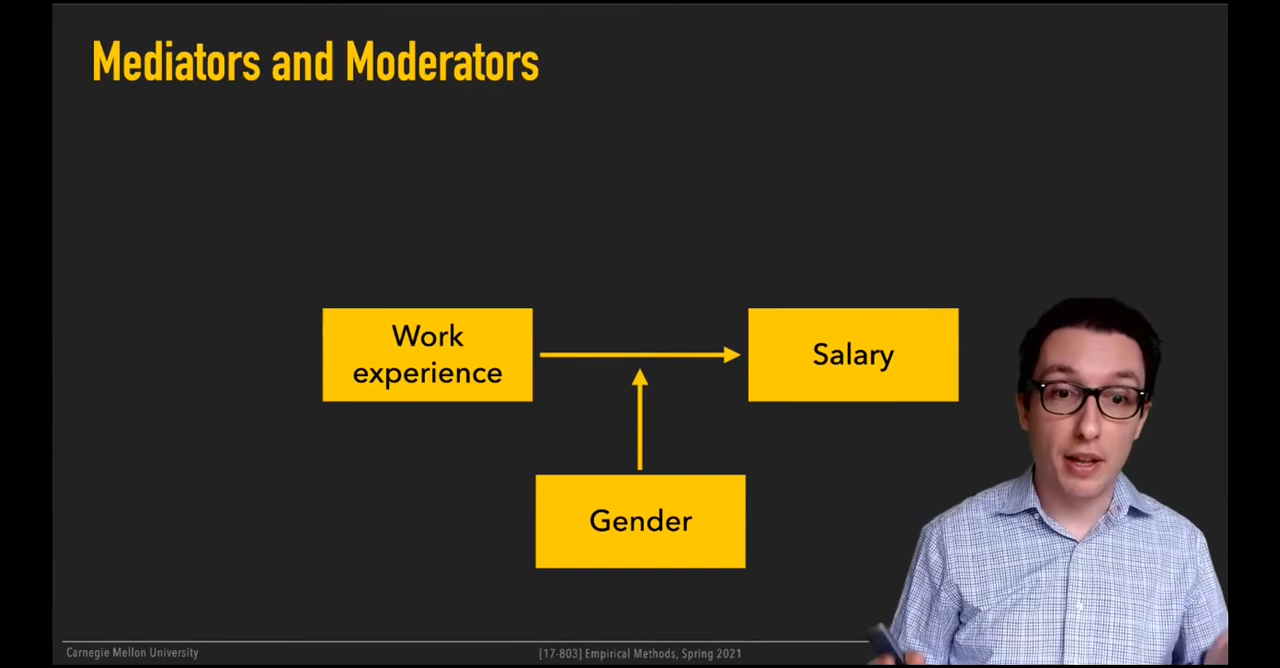 Mediators and Moderators
Work
experience
Salary
Gender
Carnegie Mellon University
[17-803] Empirical Methods, Spring 2021